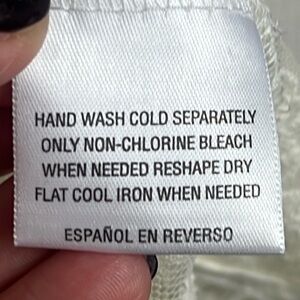 HAND WASH COLD SEPARATELY
ONLY NON-CHLORINE BLEACH
WHEN NEEDED RESHAPE DRY
FLAT COOL IRON WHEN NEEDED
ESPAÑOL EN REVERSO